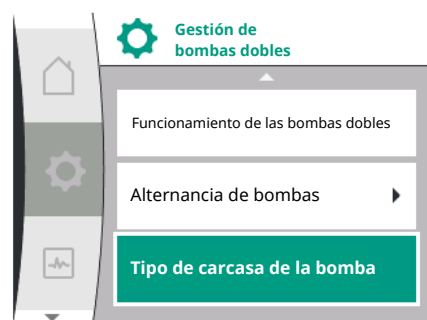 Gestión de
bombas dobles
Funcionamiento de las bombas dobles
Alternancia de bombas
Tipo de carcasa de la bomba